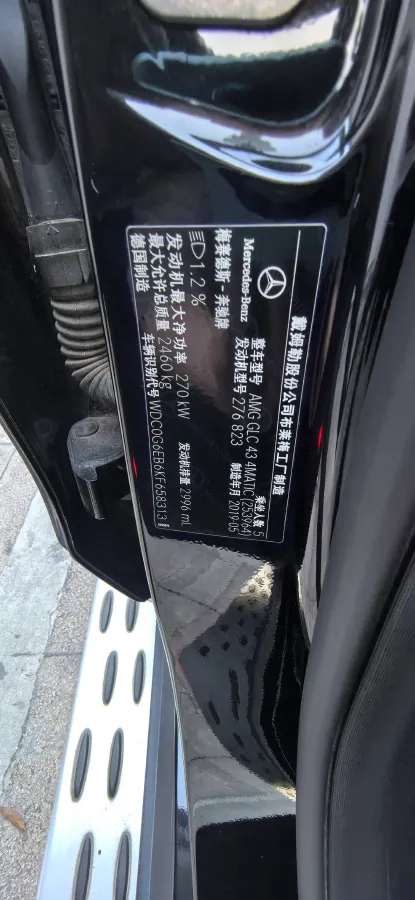 戴姆勒股份公司布莱梅工厂制造
Mercedes-Benz
梅赛德斯-奔驰牌
整车型号 AMG GLC 43 4MATIC (253964)
乘坐人数 5
发动机型号 276 823
制造年月 2019-05
1.2 %
发动机最大净功率 270 kW
发动机排量 2996 mL
最大允许总质量 2460 kg
德国制造
车辆识别代号 WDC0G6EB6KF658313